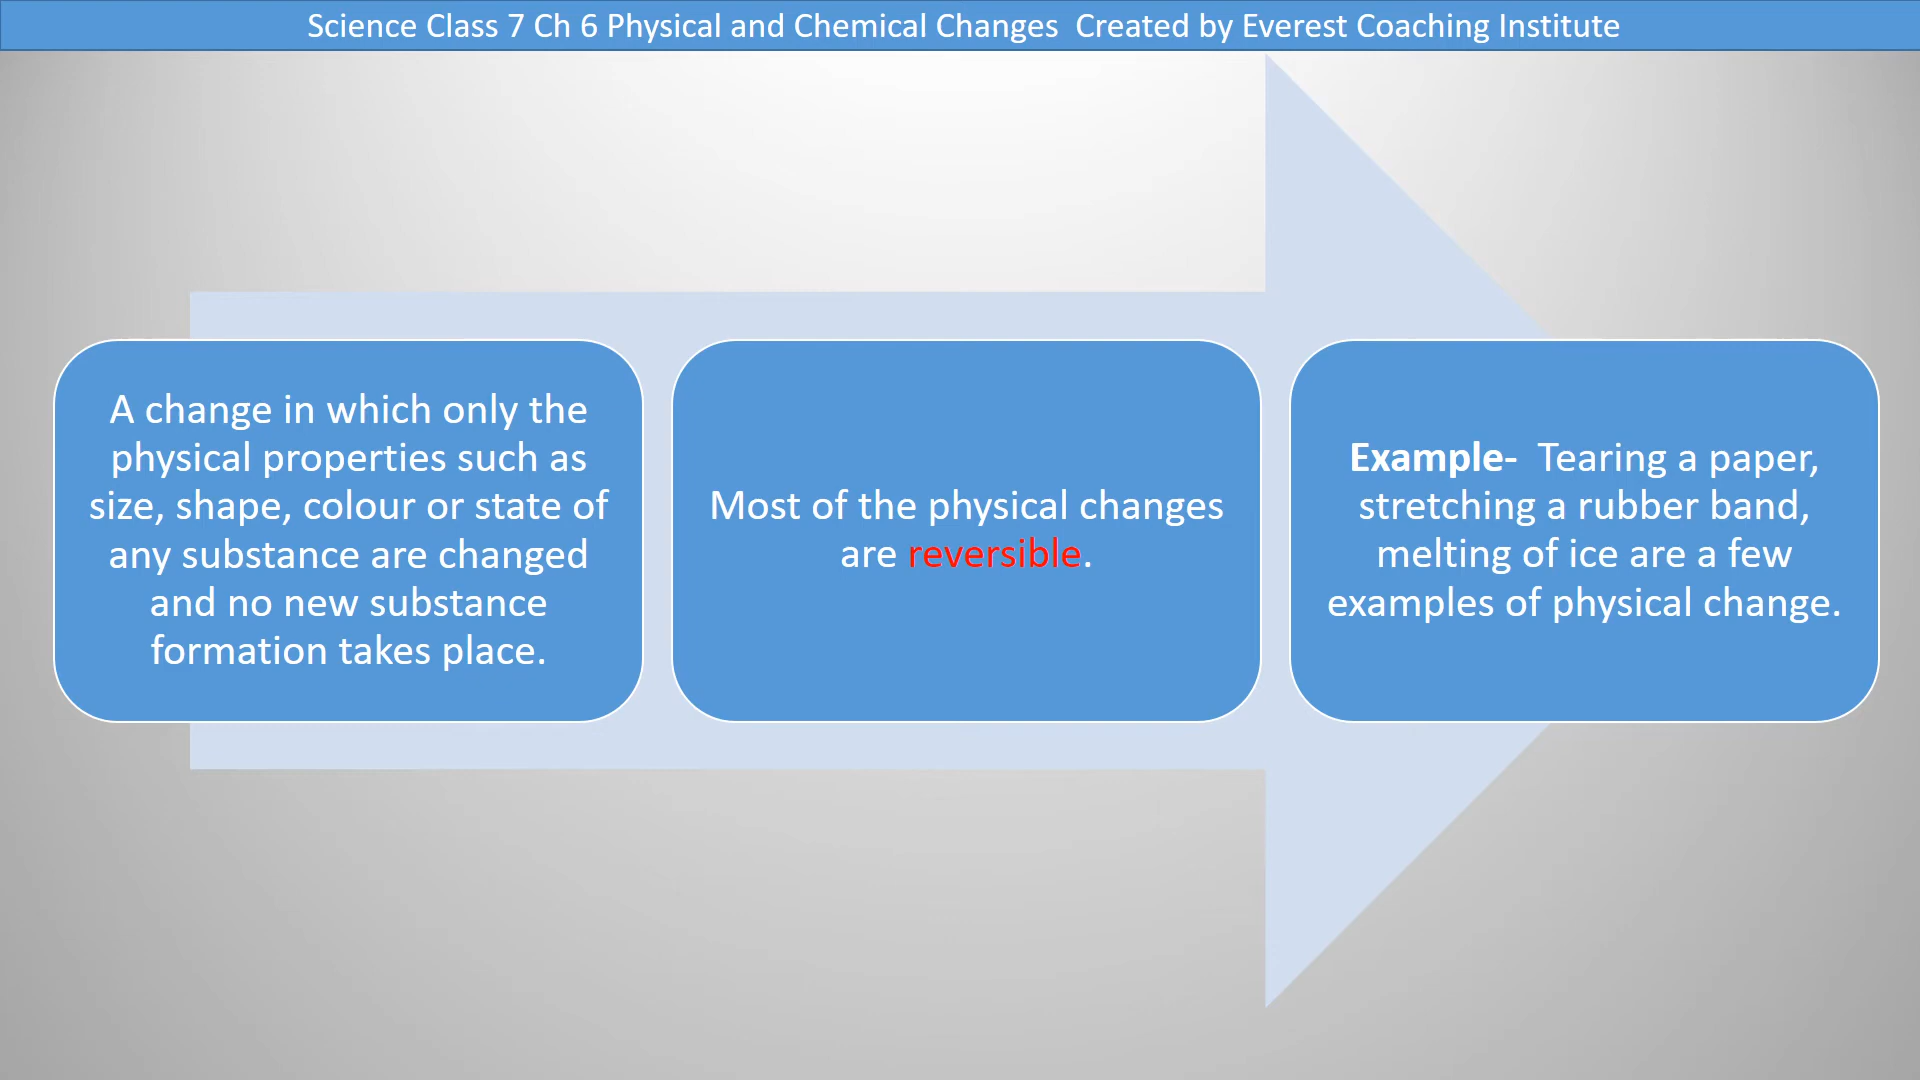 Science Class 7 Ch 6 Physical and Chemical Changes  Created by Everest Coaching Institute
A change in which only the
physical properties such as
size, shape, colour or state of
any substance are changed
and no new substance
formation takes place.
Most of the physical changes
are reversible.
Example-  Tearing a paper,
stretching a rubber band,
melting of ice are a few
examples of physical change.